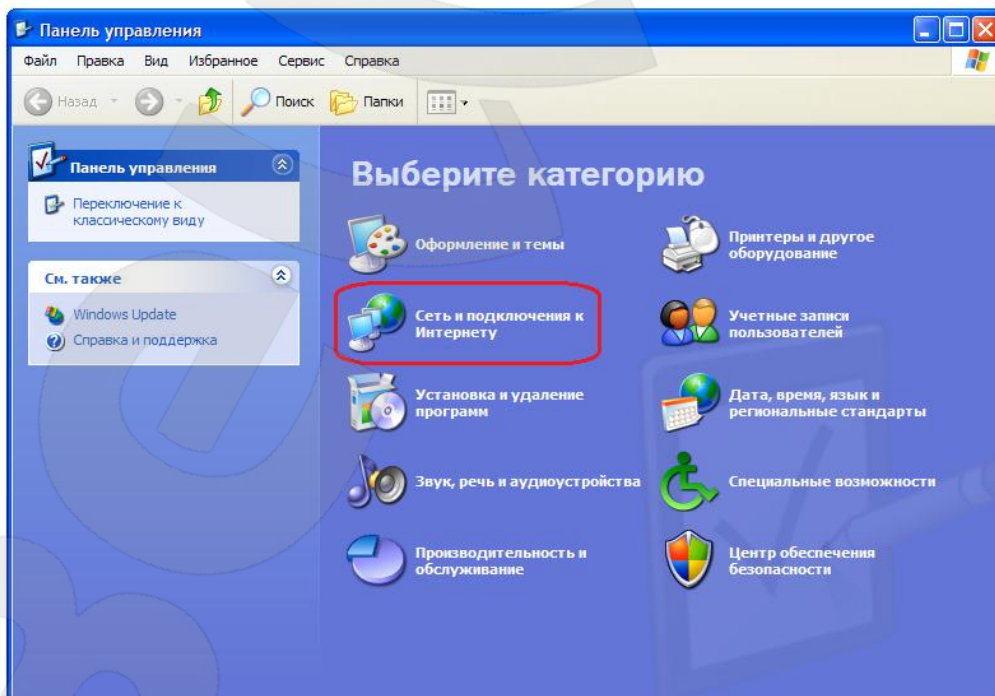 Панель управления
Файл Правка Вид Избранное Сервис Справка
Назад Поиск Папки
Панель управления
Переключение к
классическому виду
См. также
Windows Update
Справка и поддержка
Выберите категорию
Оформление и темы
Принтеры и другое
оборудование
Сеть и подключения к
Интернету
Учетные записи
пользователей
Установка и удаление
программ
Дата, время, язык и
региональные стандарты
Звук, речь и аудиоустройства
Специальные возможности
Производительность и
обслуживание
Центр обеспечения
безопасности